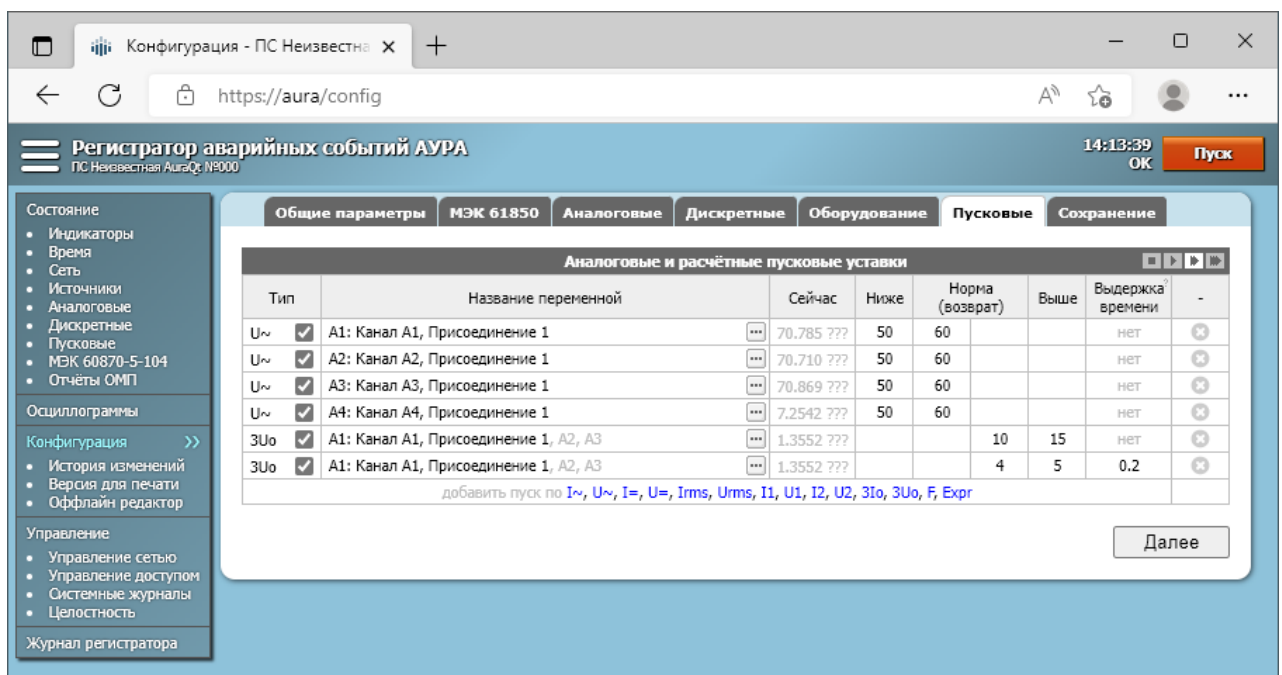 Конфигурация - ПС Неизвестна
https://aura/config
Регистратор аварийных событий АУРА
ПС Неизвестная AuraQt №000
14:13:39
OK
Пуск
Состояние
• Индикаторы
• Время
• Сеть
• Источники
• Аналоговые
• Дискретные
• Пусковые
• МЭК 60870-5-104
• Отчёты ОМП
Осциллограммы
Конфигурация >>
• История изменений
• Версия для печати
• Оффлайн редактор
Управление
• Управление сетью
• Управление доступом
• Системные журналы
• Целостность
Журнал регистратора
Общие параметры МЭК 61850 Аналоговые Дискретные Оборудование Пусковые Сохранение
Аналоговые и расчётные пусковые уставки
Тип Название переменной Сейчас Ниже Норма (возврат) Выше Выдержка? времени -
U~ A1: Канал A1, Присоединение 1 ... 70.785 ??? 50 60 нет
U~ A2: Канал A2, Присоединение 1 ... 70.710 ??? 50 60 нет
U~ A3: Канал A3, Присоединение 1 ... 70.869 ??? 50 60 нет
U~ A4: Канал A4, Присоединение 1 ... 7.2542 ??? 50 60 нет
3Uo A1: Канал A1, Присоединение 1, A2, A3 ... 1.3552 ??? 10 15 нет
3Uo A1: Канал A1, Присоединение 1, A2, A3 ... 1.3552 ??? 4 5 0.2
добавить пуск по I~, U~, I=, U=, Irms, Urms, I1, U1, I2, U2, 3Io, 3Uo, F, Expr
Далее